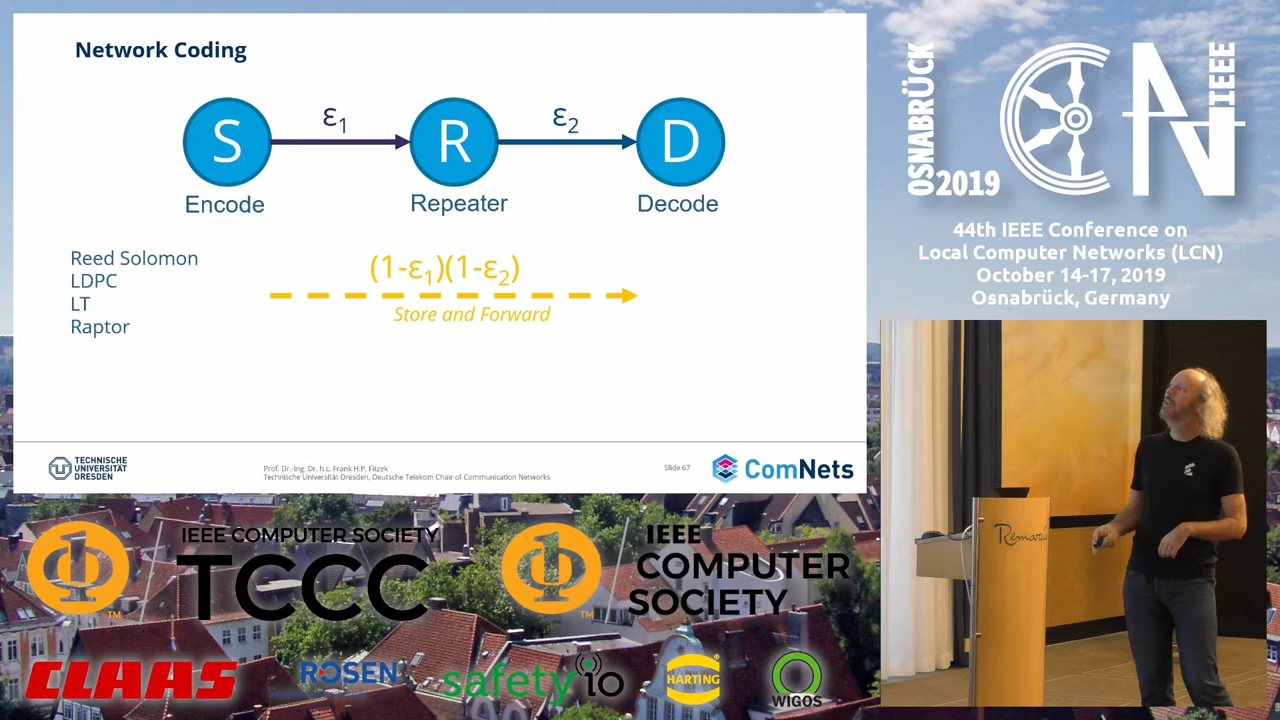 Network Coding
S
ε1
R
ε2
D
Encode
Repeater
Decode
Reed Solomon
LDPC
LT
Raptor
(1-ε1)(1-ε2)
Store and Forward
TECHNISCHE
UNIVERSITÄT
DRESDEN
Prof. Dr.-Ing. Dr. h.c. Frank H.P. Fitzek
Technische Universität Dresden, Deutsche Telekom Chair of Communication Networks
Slide 67
ComNets
OSNABRÜCK
2019
CN
IEEE
44th IEEE Conference on
Local Computer Networks (LCN)
October 14-17, 2019
Osnabrück, Germany
TM
IEEE COMPUTER SOCIETY
TCCC
TM
IEEE
COMPUTER
SOCIETY
CLAAS
ROSEN
safety io
HARTING
WIGOS